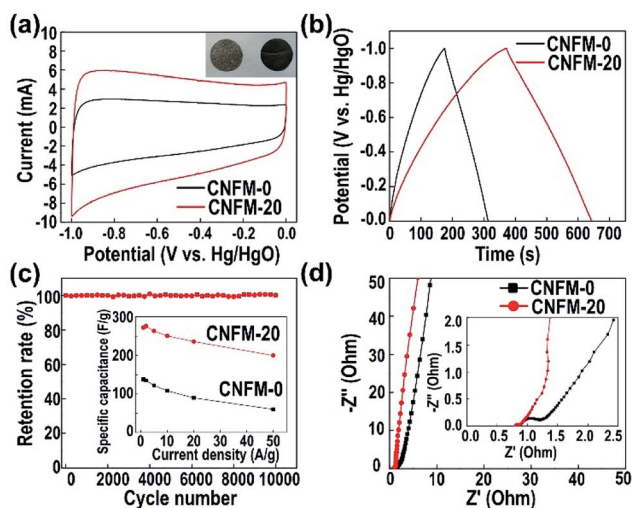 (a)
8
6
4
2
0
-2
-4
-6
-8
-10
Current (mA)
CNFM-0
CNFM-20
-1.0 -0.8 -0.6 -0.4 -0.2 0.0
Potential (V vs. Hg/HgO)
(b)
-1.0
-0.8
-0.6
-0.4
-0.2
-0.0
Potential (V vs. Hg/HgO)
CNFM-0
CNFM-20
0 100 200 300 400 500 600 700
Time (s)
(c)
120
100
80
60
40
20
0
Retention rate (%)
400
300
200
100
0
Specific capacitance (F/g)
CNFM-20
CNFM-0
0 10 20 30 40 50
Current density (A/g)
0 2000 4000 6000 8000 10000
Cycle number
(d)
50
40
30
20
10
0
-Z" (Ohm)
CNFM-0
CNFM-20
2.0
1.5
1.0
0.5
0.0
-Z" (Ohm)
0.0 0.5 1.0 1.5 2.0 2.5
Z' (Ohm)
0 10 20 30 40 50
Z' (Ohm)